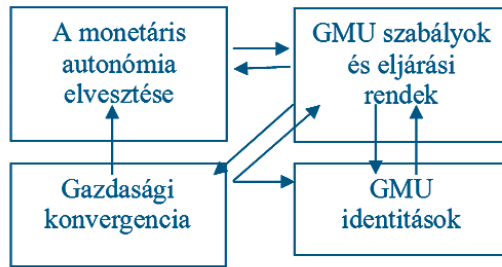 A monetáris
autonómia
elvesztése
GMU szabályok
és eljárási
rendek
Gazdasági
konvergencia
GMU
identitások